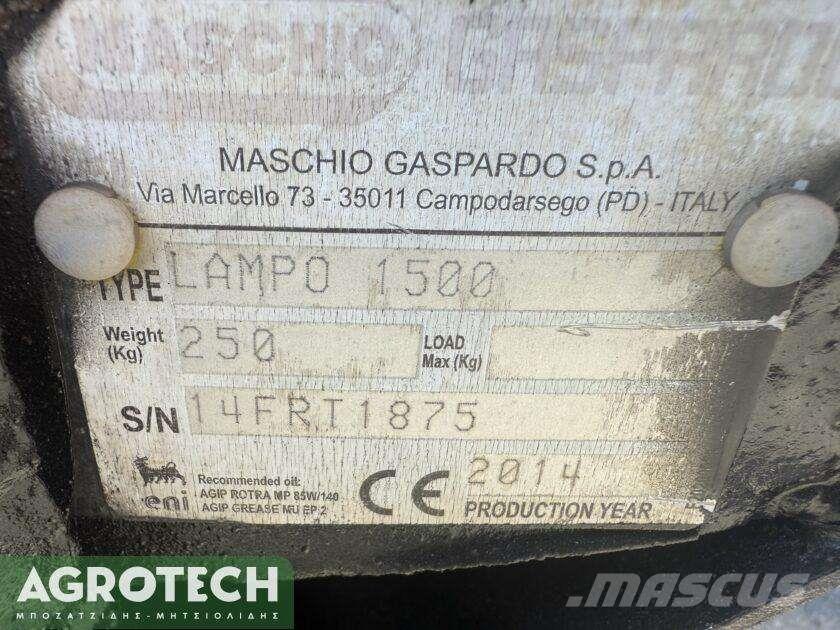 MASCHIO GASPARDO
MASCHIO GASPARDO S.p.A.
Via Marcello 73 - 35011 Campodarsego (PD) - ITALY
TYPE LAMPO 1500
Weight (Kg) 250 LOAD Max (Kg)
S/N 14FRT1875
eni
Recommended oil:
AGIP ROTRA MP 85W/140
AGIP GREASE MU EP 2
CE
2014
PRODUCTION YEAR
AGROTECH
ΜΠΟΖΑΤΖΙΔΗΣ-ΜΗΤΣΙΟΛΙΔΗΣ
MASCUS